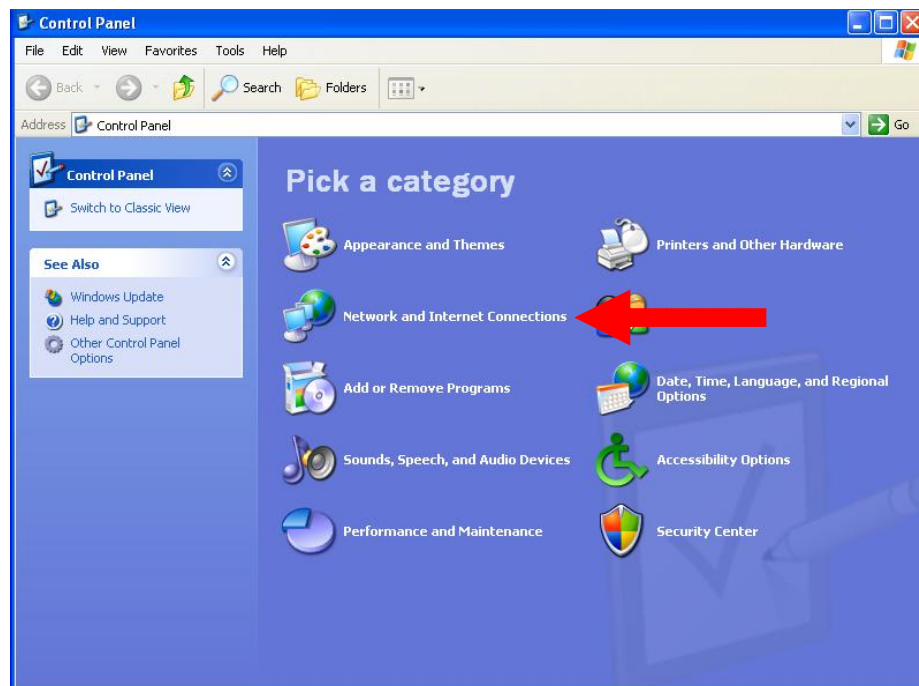 Control Panel
File Edit View Favorites Tools Help
Back Search Folders
Address Control Panel Go
Control Panel
Switch to Classic View
See Also
Windows Update
Help and Support
Other Control Panel
Options
Pick a category
Appearance and Themes
Printers and Other Hardware
Network and Internet Connections
Add or Remove Programs
Date, Time, Language, and Regional
Options
Sounds, Speech, and Audio Devices
Accessibility Options
Performance and Maintenance
Security Center